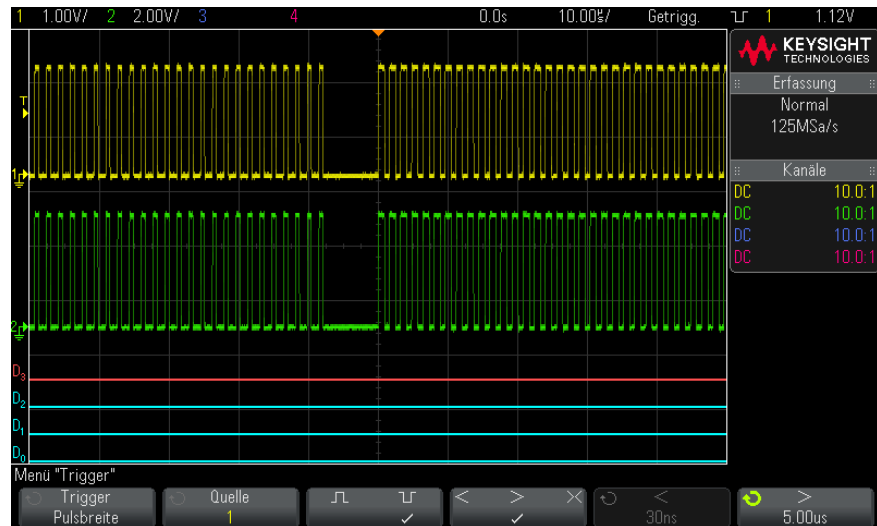 1 1.00V/ 2 2.00V/ 3 4 0.0s 10.00µ/ Getrigg. 1 1.12V
KEYSIGHT
TECHNOLOGIES
Erfassung
Normal
125MSa/s
Kanäle
DC 10.0:1
DC 10.0:1
DC 10.0:1
DC 10.0:1
T
1
2
D3
D2
D1
D0
Menü "Trigger"
Trigger
Pulsbreite
Quelle
1
< > ><
<
30ns
>
5.00us